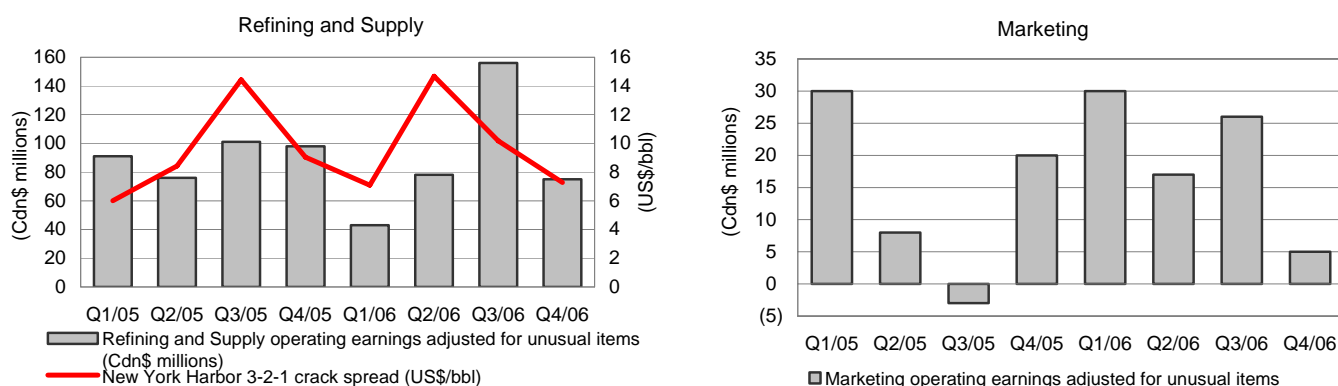 Refining and Supply
160
140
120
100
80
60
40
20
0
(Cdn$ millions)
16
14
12
10
8
6
4
2
0
(US$/bbl)
Q1/05 Q2/05 Q3/05 Q4/05 Q1/06 Q2/06 Q3/06 Q4/06
Refining and Supply operating earnings adjusted for unusual items
(Cdn$ millions)
New York Harbor 3-2-1 crack spread (US$/bbl)
Marketing
35
30
25
20
15
10
5
0
(5)
(Cdn$ millions)
Q1/05 Q2/05 Q3/05 Q4/05 Q1/06 Q2/06 Q3/06 Q4/06
Marketing operating earnings adjusted for unusual items